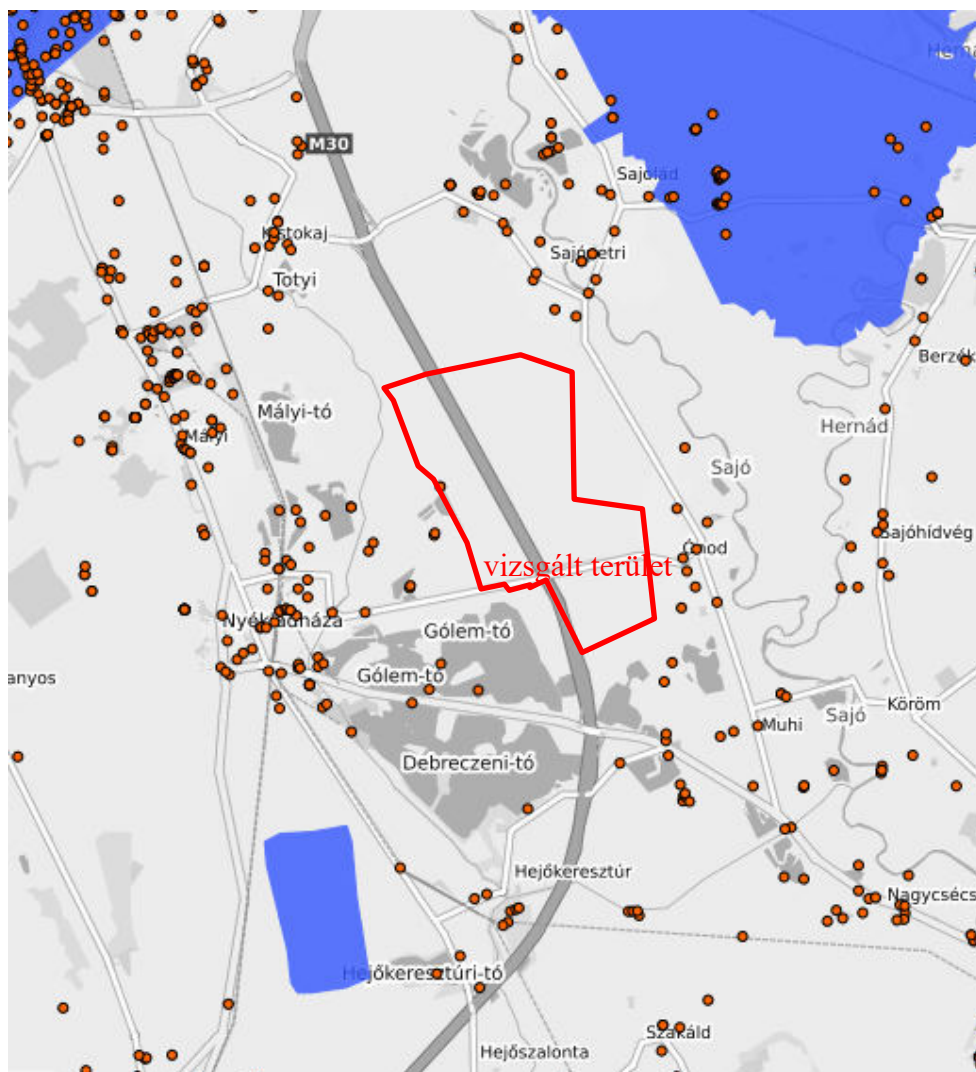 Herná
M30
Sajólád
Kistokaj
Sajópetri
Totyi
Berzék
Mályi-tó
Hernád
Mályi
Sajó
Sajóhídvég
Ónod
vizsgált terület
Nyékládháza
Gólem-tó
Gólem-tó
anyos
Köröm
Sajó
Muhi
Debreczeni-tó
Hejőkeresztúr
Nagycsécs
Hejőkeresztúri-tó
Szakáld
Hejőszalonta